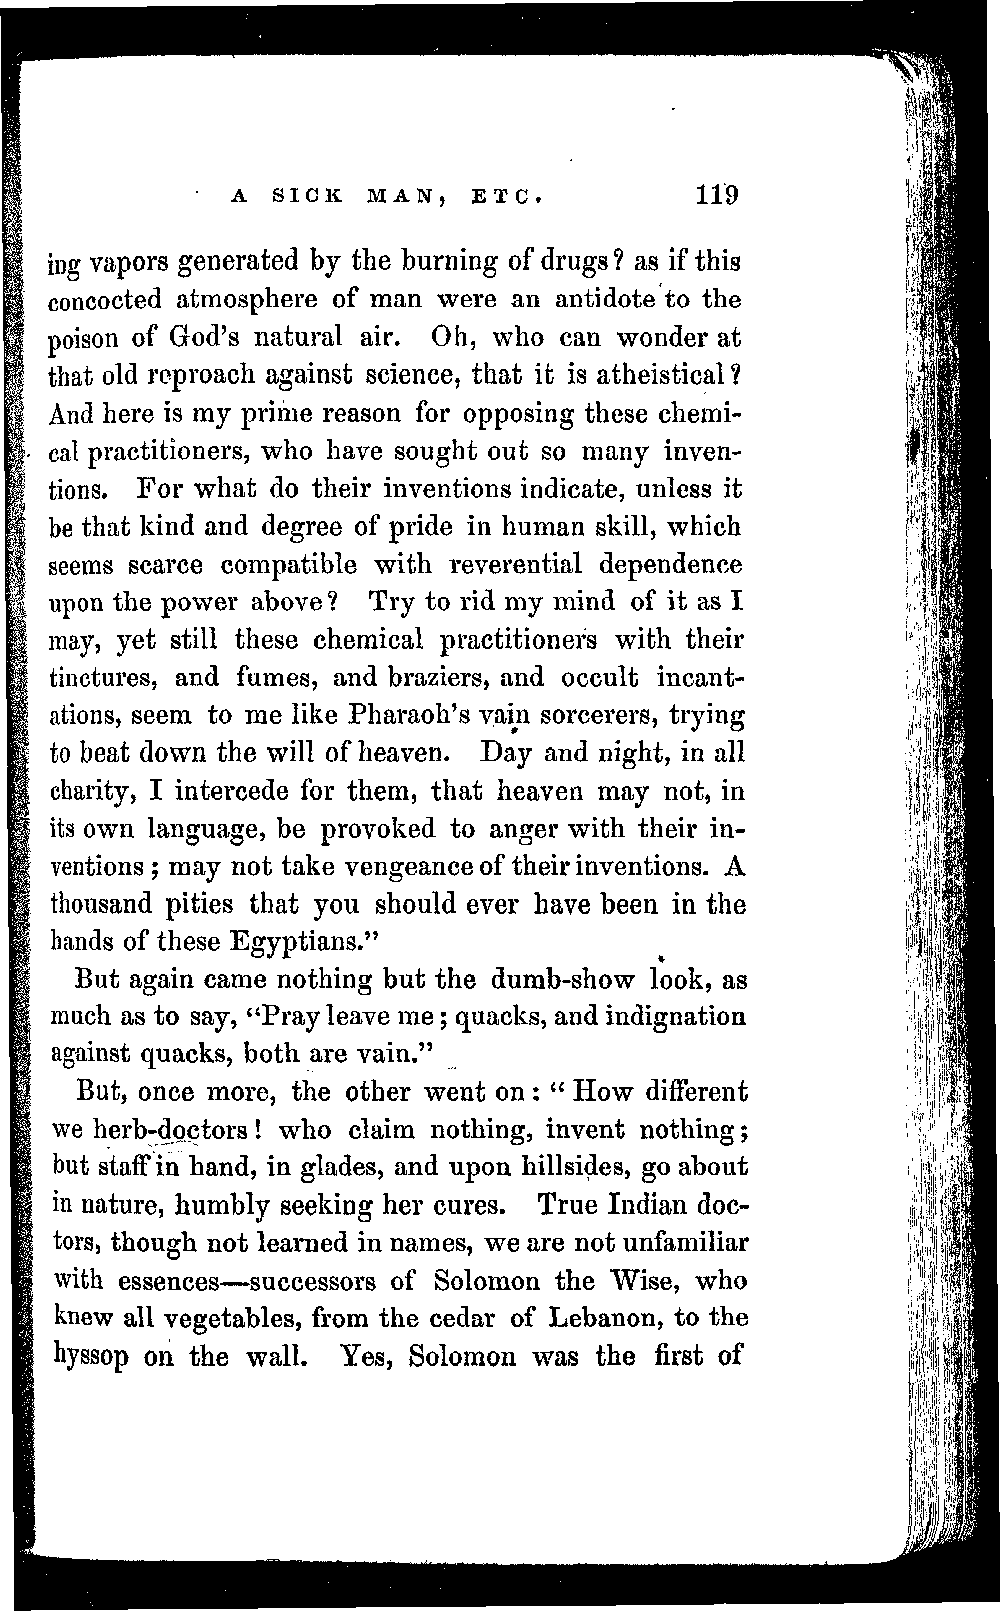 A SICK MAN, ETC. 119
ing vapors generated by the burning of drugs? as if this
concocted atmosphere of man were an antidote to the
poison of God's natural air. Oh, who can wonder at
that old reproach against science, that it is atheistical?
And here is my prime reason for opposing these chemi-
cal practitioners, who have sought out so many inven-
tions. For what do their inventions indicate, unless it
be that kind and degree of pride in human skill, which
seems scarce compatible with reverential dependence
upon the power above? Try to rid my mind of it as I
may, yet still these chemical practitioners with their
tinctures, and fumes, and braziers, and occult incant-
ations, seem to me like Pharaoh's vain sorcerers, trying
to beat down the will of heaven. Day and night, in all
charity, I intercede for them, that heaven may not, in
its own language, be provoked to anger with their in-
ventions; may not take vengeance of their inventions. A
thousand pities that you should ever have been in the
hands of these Egyptians."
But again came nothing but the dumb-show look, as
much as to say, "Pray leave me; quacks, and indignation
against quacks, both are vain."
But, once more, the other went on: "How different
we herb-doctors! who claim nothing, invent nothing;
but staff in hand, in glades, and upon hillsides, go about
in nature, humbly seeking her cures. True Indian doc-
tors, though not learned in names, we are not unfamiliar
with essences—successors of Solomon the Wise, who
knew all vegetables, from the cedar of Lebanon, to the
hyssop on the wall. Yes, Solomon was the first of